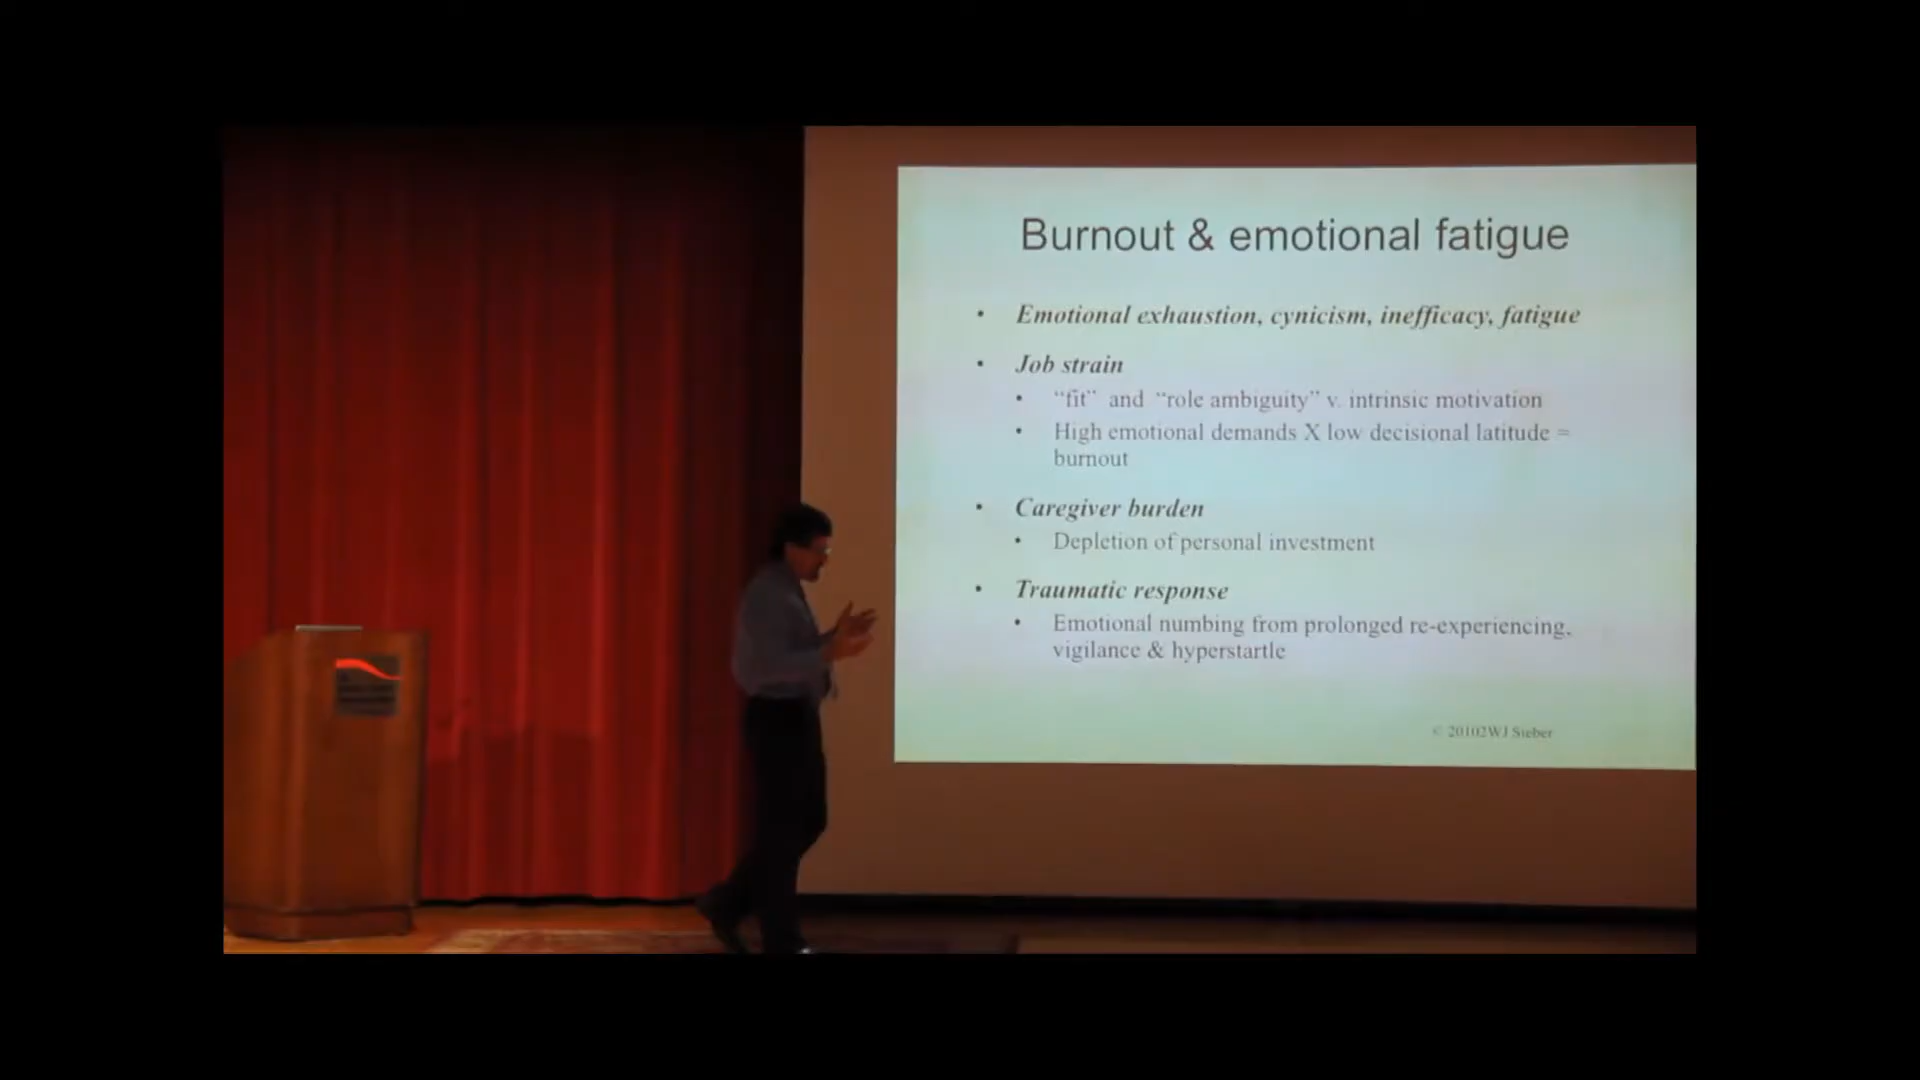 Burnout & emotional fatigue
• Emotional exhaustion, cynicism, inefficacy, fatigue
• Job strain
• “fit” and “role ambiguity” v. intrinsic motivation
• High emotional demands X low decisional latitude =
burnout
• Caregiver burden
• Depletion of personal investment
• Traumatic response
• Emotional numbing from prolonged re-experiencing,
vigilance & hyperstartle
© 20102WJ Sieber